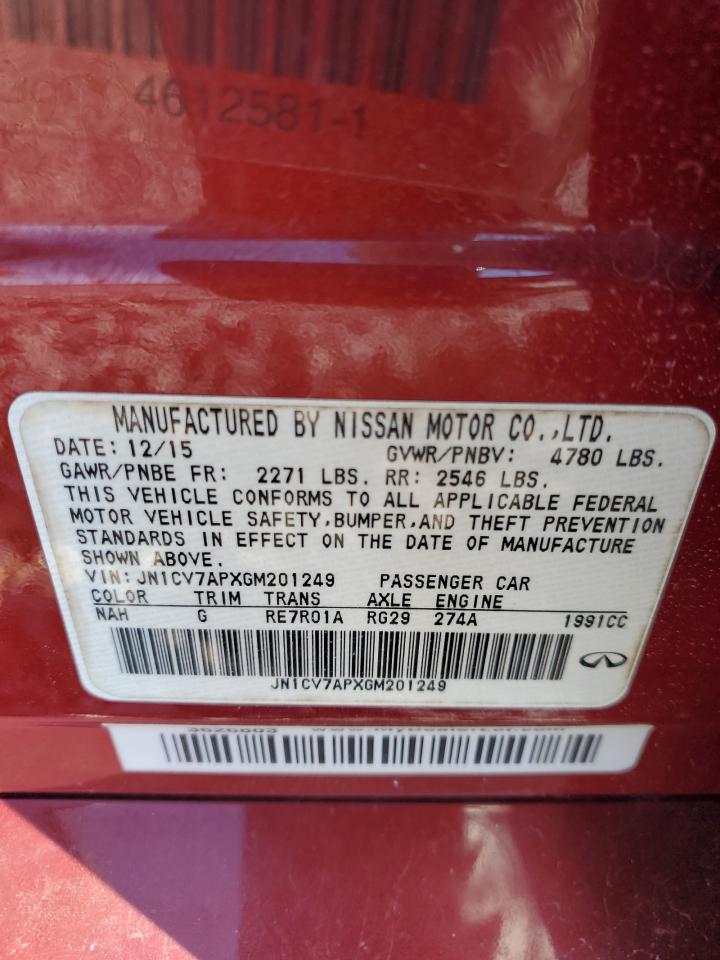 4612581-1
MANUFACTURED BY NISSAN MOTOR CO.,LTD.
DATE: 12/15 GVWR/PNBV: 4780 LBS.
GAWR/PNBE FR: 2271 LBS. RR: 2546 LBS.
THIS VEHICLE CONFORMS TO ALL APPLICABLE FEDERAL
MOTOR VEHICLE SAFETY,BUMPER,AND THEFT PREVENTION
STANDARDS IN EFFECT ON THE DATE OF MANUFACTURE
SHOWN ABOVE.
VIN: JN1CV7APXGM201249 PASSENGER CAR
COLOR TRIM TRANS AXLE ENGINE
NAH G RE7R01A RG29 274A 1991CC
JN1CV7APXGM201249